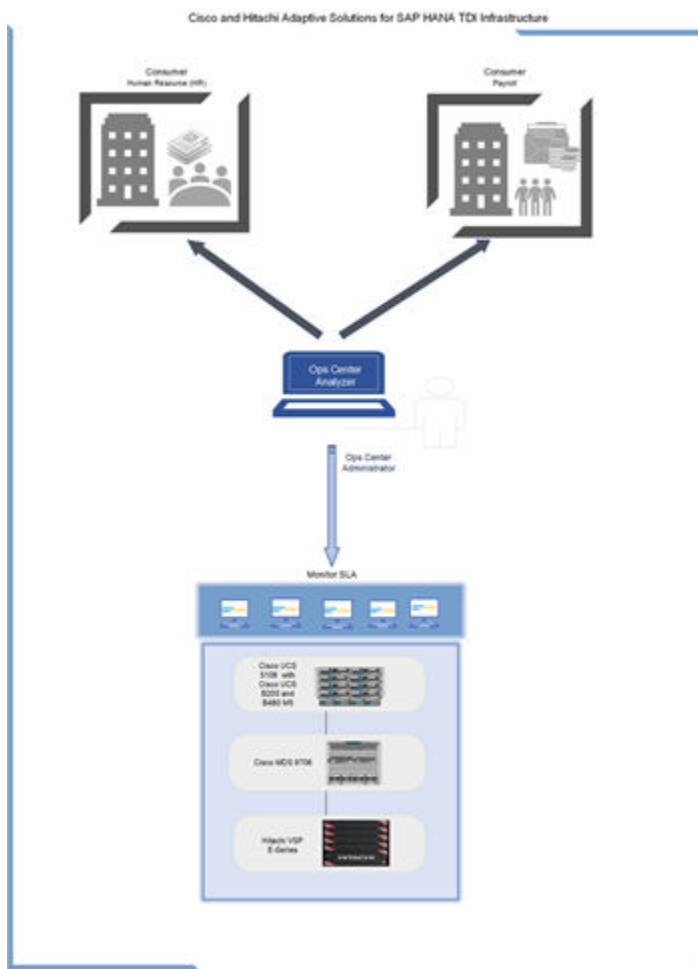 Cisco and Hitachi Adaptive Solutions for SAP HANA TDI Infrastructure
Consumer
Human Resource (HR)
Consumer
Payroll
Ops Center
Analyzer
Ops Center
Administrator
Monitor SLA
Cisco UCS
5108 with
Cisco UCS
B200 and
B480 M5
Cisco MDS 9706
Hitachi VSP
E-Series
HITACHI